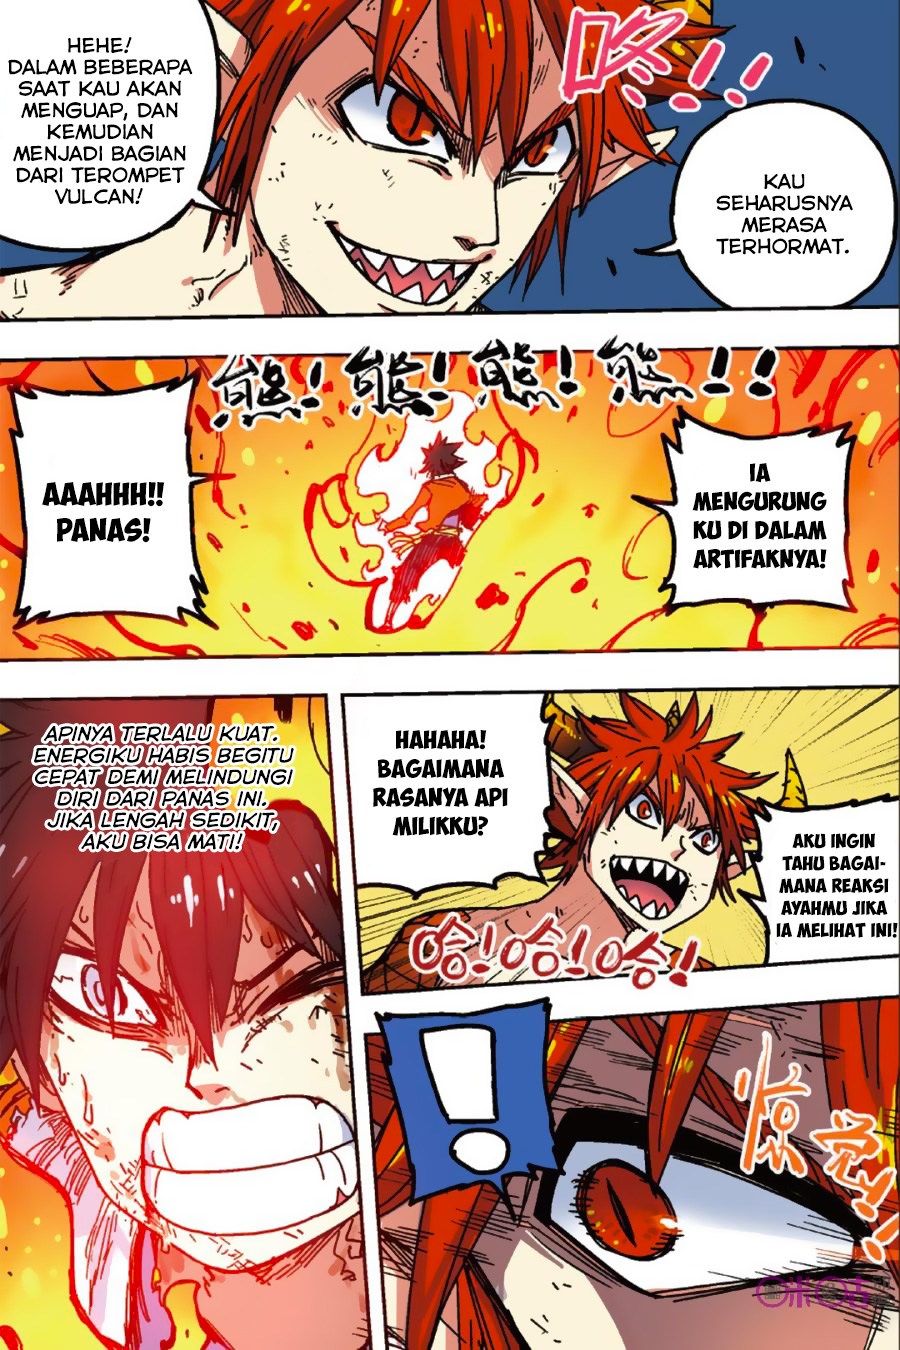 HEHE!
DALAM BEBERAPA
SAAT KAU AKAN
MENGUAP, DAN
KEMUDIAN
MENJADI BAGIAN
DARI TEROMPET
VULCAN!
咚!!
KAU
SEHARUSNYA
MERASA
TERHORMAT.
熊!熊!熊!熊!!
AAAHHH!!
PANAS!
IA
MENGURUNG
KU DI DALAM
ARTIFAKNYA!
APINYA TERLALU KUAT.
ENERGIKU HABIS BEGITU
CEPAT DEMI MELINDUNGI
DIRI DARI PANAS INI.
JIKA LENGAH SEDIKIT,
AKU BISA MATI!
HAHAHA!
BAGAIMANA
RASANYA API
MILIKKU?
AKU INGIN
TAHU BAGAI-
MANA REAKSI
AYAHMU JIKA
IA MELIHAT INI!
哈!哈!哈!
!
惊觉!!